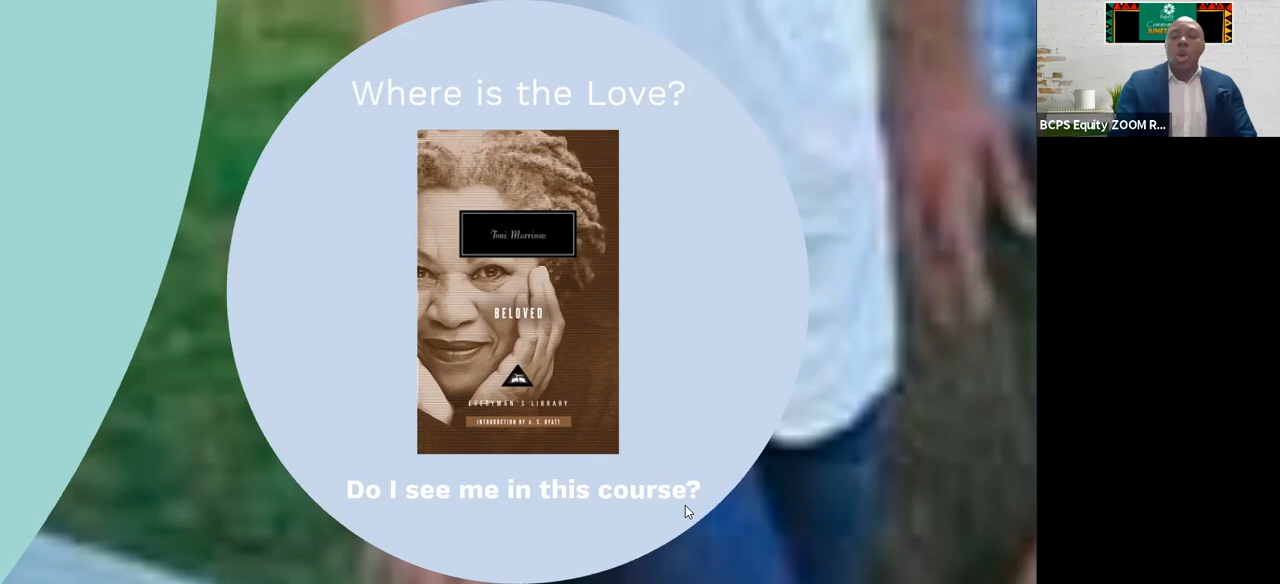 Where is the Love?
Toni Morrison
BELOVED
EVERYMAN'S LIBRARY
INTRODUCTION BY A. S. BYATT
Do I see me in this course?
Equity
BCPS Equity ZOOM R...